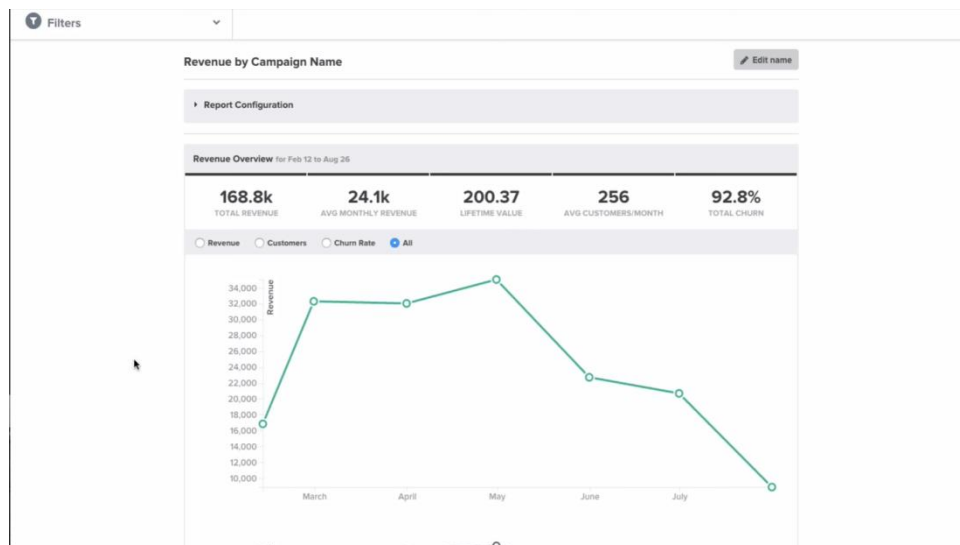 Filters
Revenue by Campaign Name
Edit name
Report Configuration
Revenue Overview for Feb 12 to Aug 26
168.8k 24.1k 200.37 256 92.8%
TOTAL REVENUE AVG MONTHLY REVENUE LIFETIME VALUE AVG CUSTOMERS/MONTH TOTAL CHURN
Revenue Customers Churn Rate All
Revenue
34,000
32,000
30,000
28,000
26,000
24,000
22,000
20,000
18,000
16,000
14,000
12,000
10,000
March April May June July